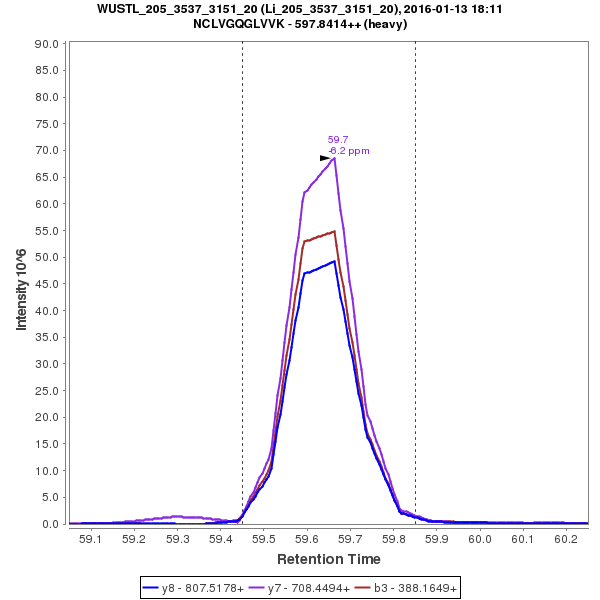 WUSTL_205_3537_3151_20 (Li_205_3537_3151_20), 2016-01-13 18:11
NCLVGQGLVVK - 597.8414++ (heavy)
90.0
85.0
80.0
75.0
70.0
65.0
60.0
55.0
50.0
45.0
40.0
35.0
30.0
25.0
20.0
15.0
10.0
5.0
0.0
Intensity 10^6
59.7
-6.2 ppm
59.1 59.2 59.3 59.4 59.5 59.6 59.7 59.8 59.9 60.0 60.1 60.2
Retention Time
y8 - 807.5178+ y7 - 708.4494+ b3 - 388.1649+